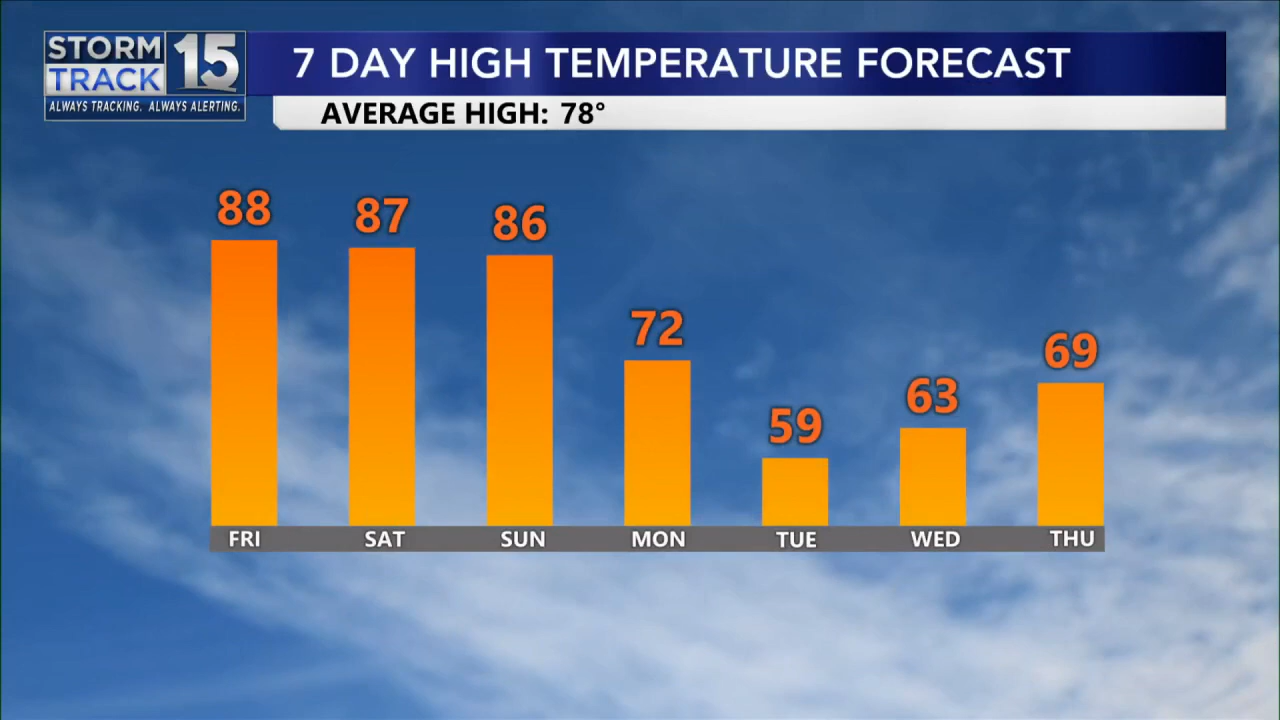 STORM
TRACK
15
ALWAYS TRACKING. ALWAYS ALERTING.
7 DAY HIGH TEMPERATURE FORECAST
AVERAGE HIGH: 78°
88 87 86 72 59 63 69
FRI SAT SUN MON TUE WED THU